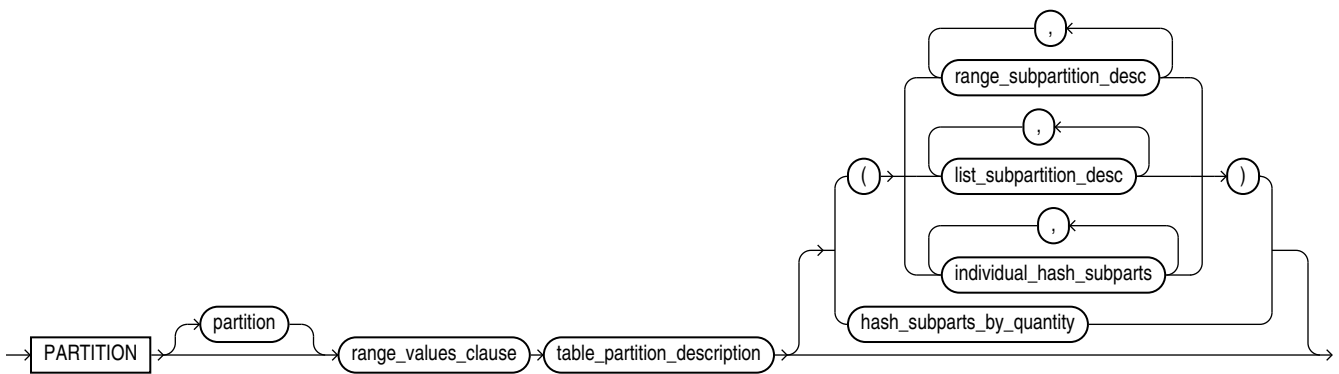 ,
range_subpartition_desc
,
( list_subpartition_desc )
,
individual_hash_subparts
partition hash_subparts_by_quantity
PARTITION range_values_clause table_partition_description